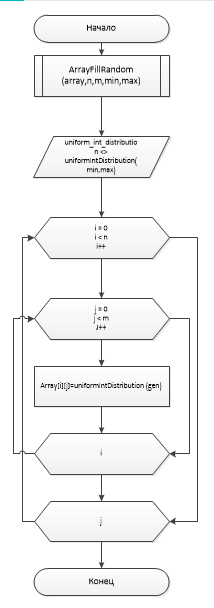 Начало
ArrayFillRandom
(array,n,m,min,max)
uniform_int_distributio
n <>
uniformIntDistribution(
min,max)
i = 0
i < n
i++
j = 0
j < m
J++
Array[i][j]=uniformIntDistribution (gen)
i
j
Конец